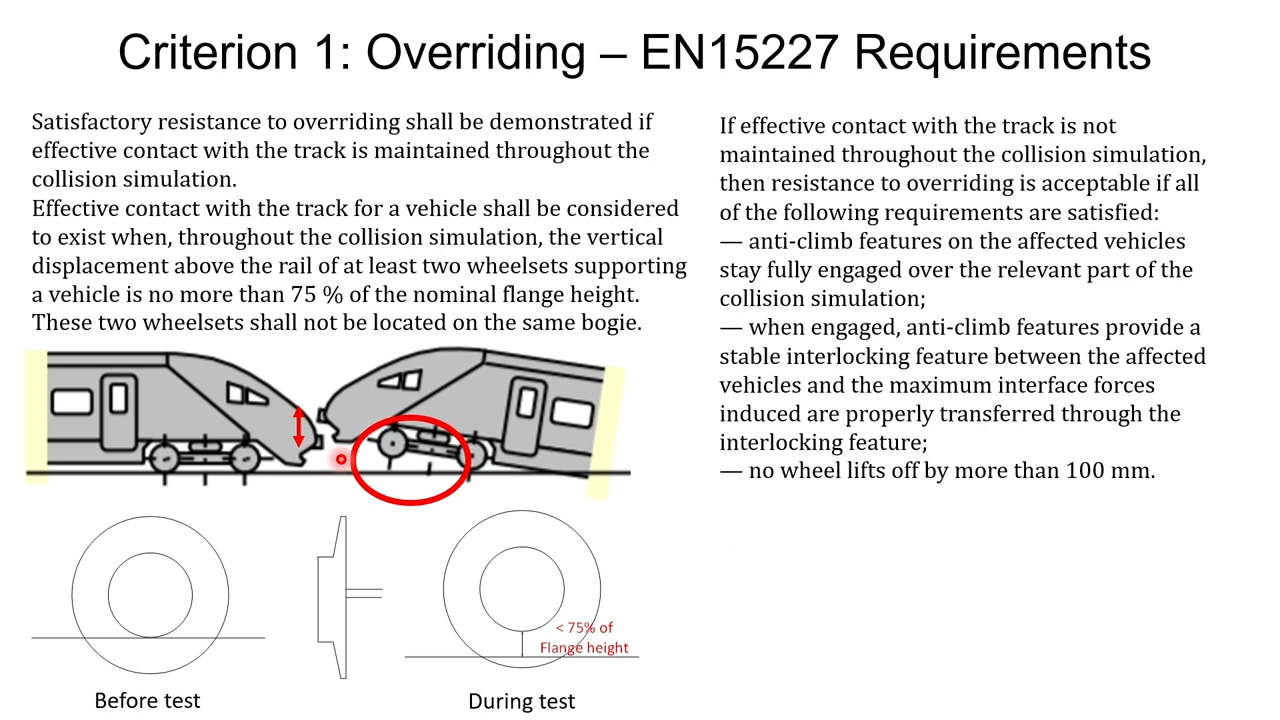 Criterion 1: Overriding – EN15227 Requirements
Satisfactory resistance to overriding shall be demonstrated if
effective contact with the track is maintained throughout the
collision simulation.
Effective contact with the track for a vehicle shall be considered
to exist when, throughout the collision simulation, the vertical
displacement above the rail of at least two wheelsets supporting
a vehicle is no more than 75 % of the nominal flange height.
These two wheelsets shall not be located on the same bogie.
If effective contact with the track is not
maintained throughout the collision simulation,
then resistance to overriding is acceptable if all
of the following requirements are satisfied:
— anti-climb features on the affected vehicles
stay fully engaged over the relevant part of the
collision simulation;
— when engaged, anti-climb features provide a
stable interlocking feature between the affected
vehicles and the maximum interface forces
induced are properly transferred through the
interlocking feature;
— no wheel lifts off by more than 100 mm.
< 75% of
Flange height
Before test
During test